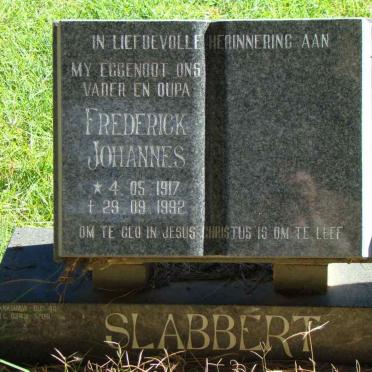 IN LIEFDEVOLLE HERINNERING AAN
MY EGGENOOT ONS
VADER EN OUPA
FREDERICK
JOHANNES
* 4. 05. 1917
† 29. 09. 1992
OM TE GLO IN JESUS CHRISTUS IS OM TE LEEF
SLABBERT